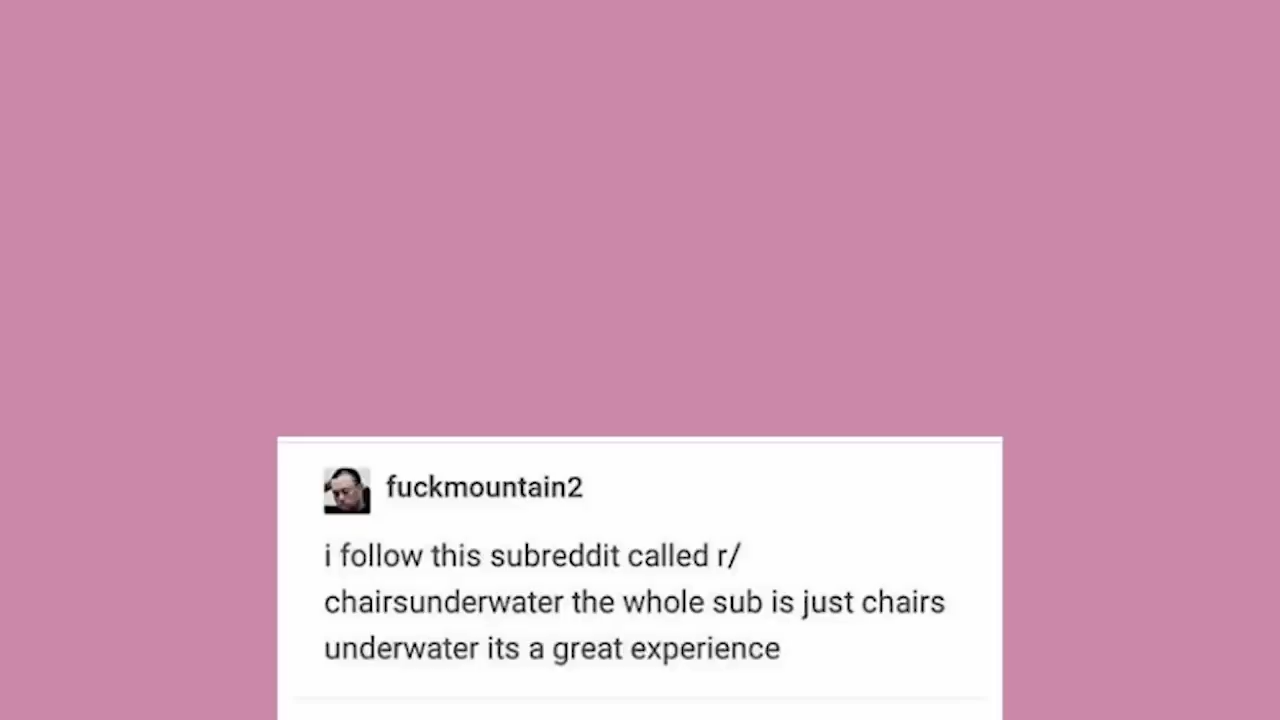 fuckmountain2
i follow this subreddit called r/
chairsunderwater the whole sub is just chairs
underwater its a great experience